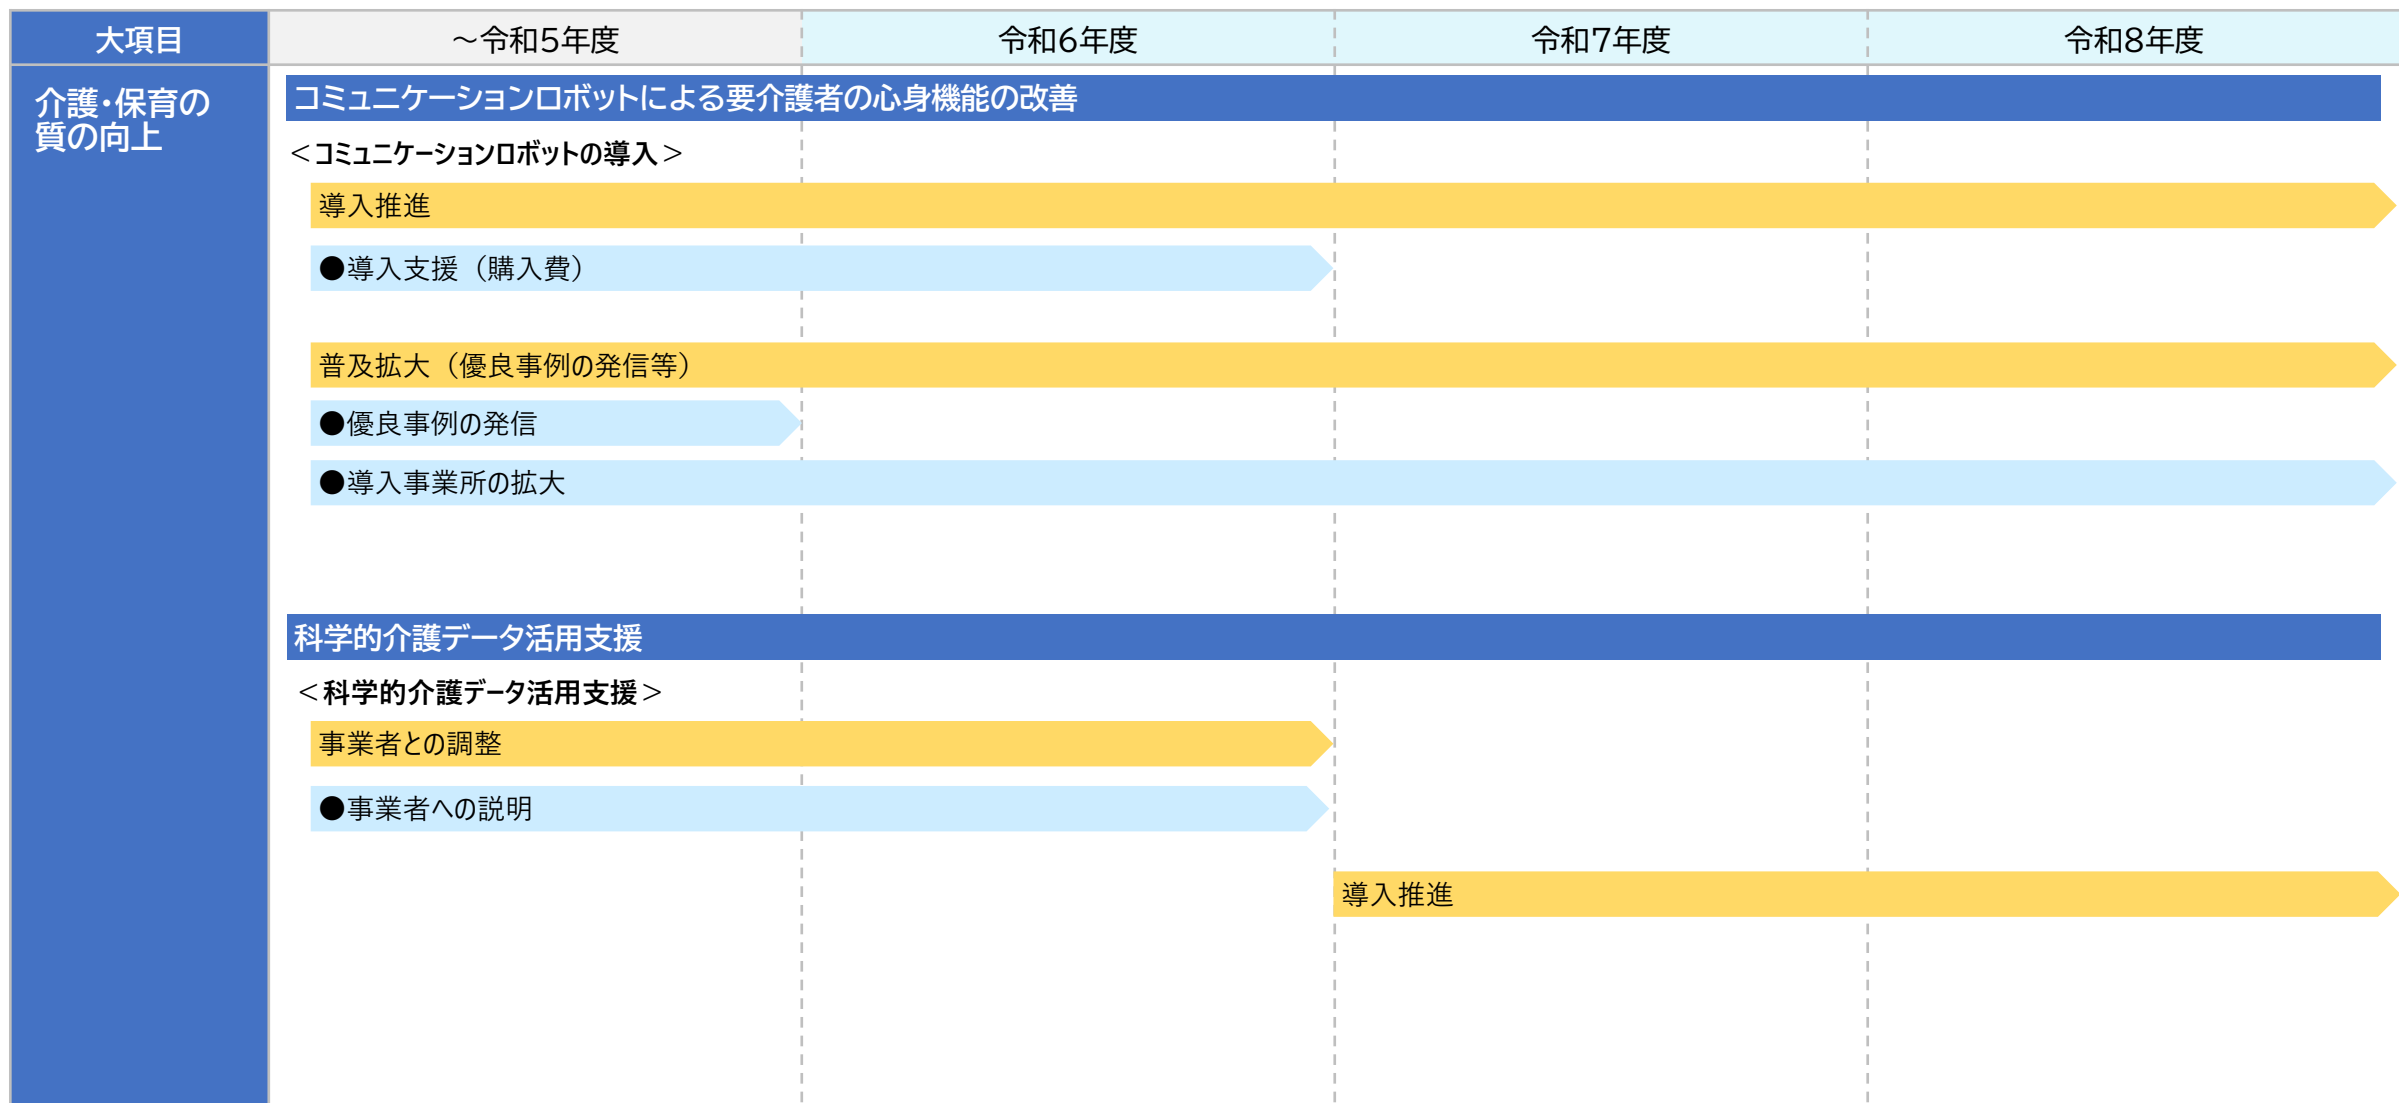 大項目
～令和5年度
令和6年度
令和7年度
令和8年度
介護・保育の
質の向上
コミュニケーションロボットによる要介護者の心身機能の改善
＜コミュニケーションロボットの導入＞
導入推進
●導入支援（購入費）
普及拡大（優良事例の発信等）
●優良事例の発信
●導入事業所の拡大
科学的介護データ活用支援
＜科学的介護データ活用支援＞
事業者との調整
●事業者への説明
導入推進